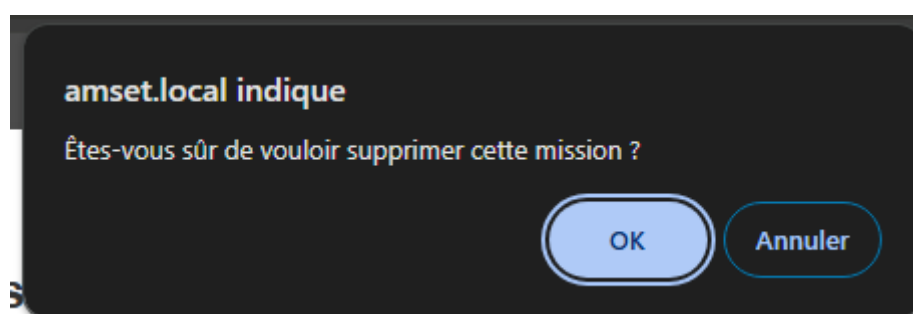 amset.local indique
Êtes-vous sûr de vouloir supprimer cette mission ?
OK Annuler
s